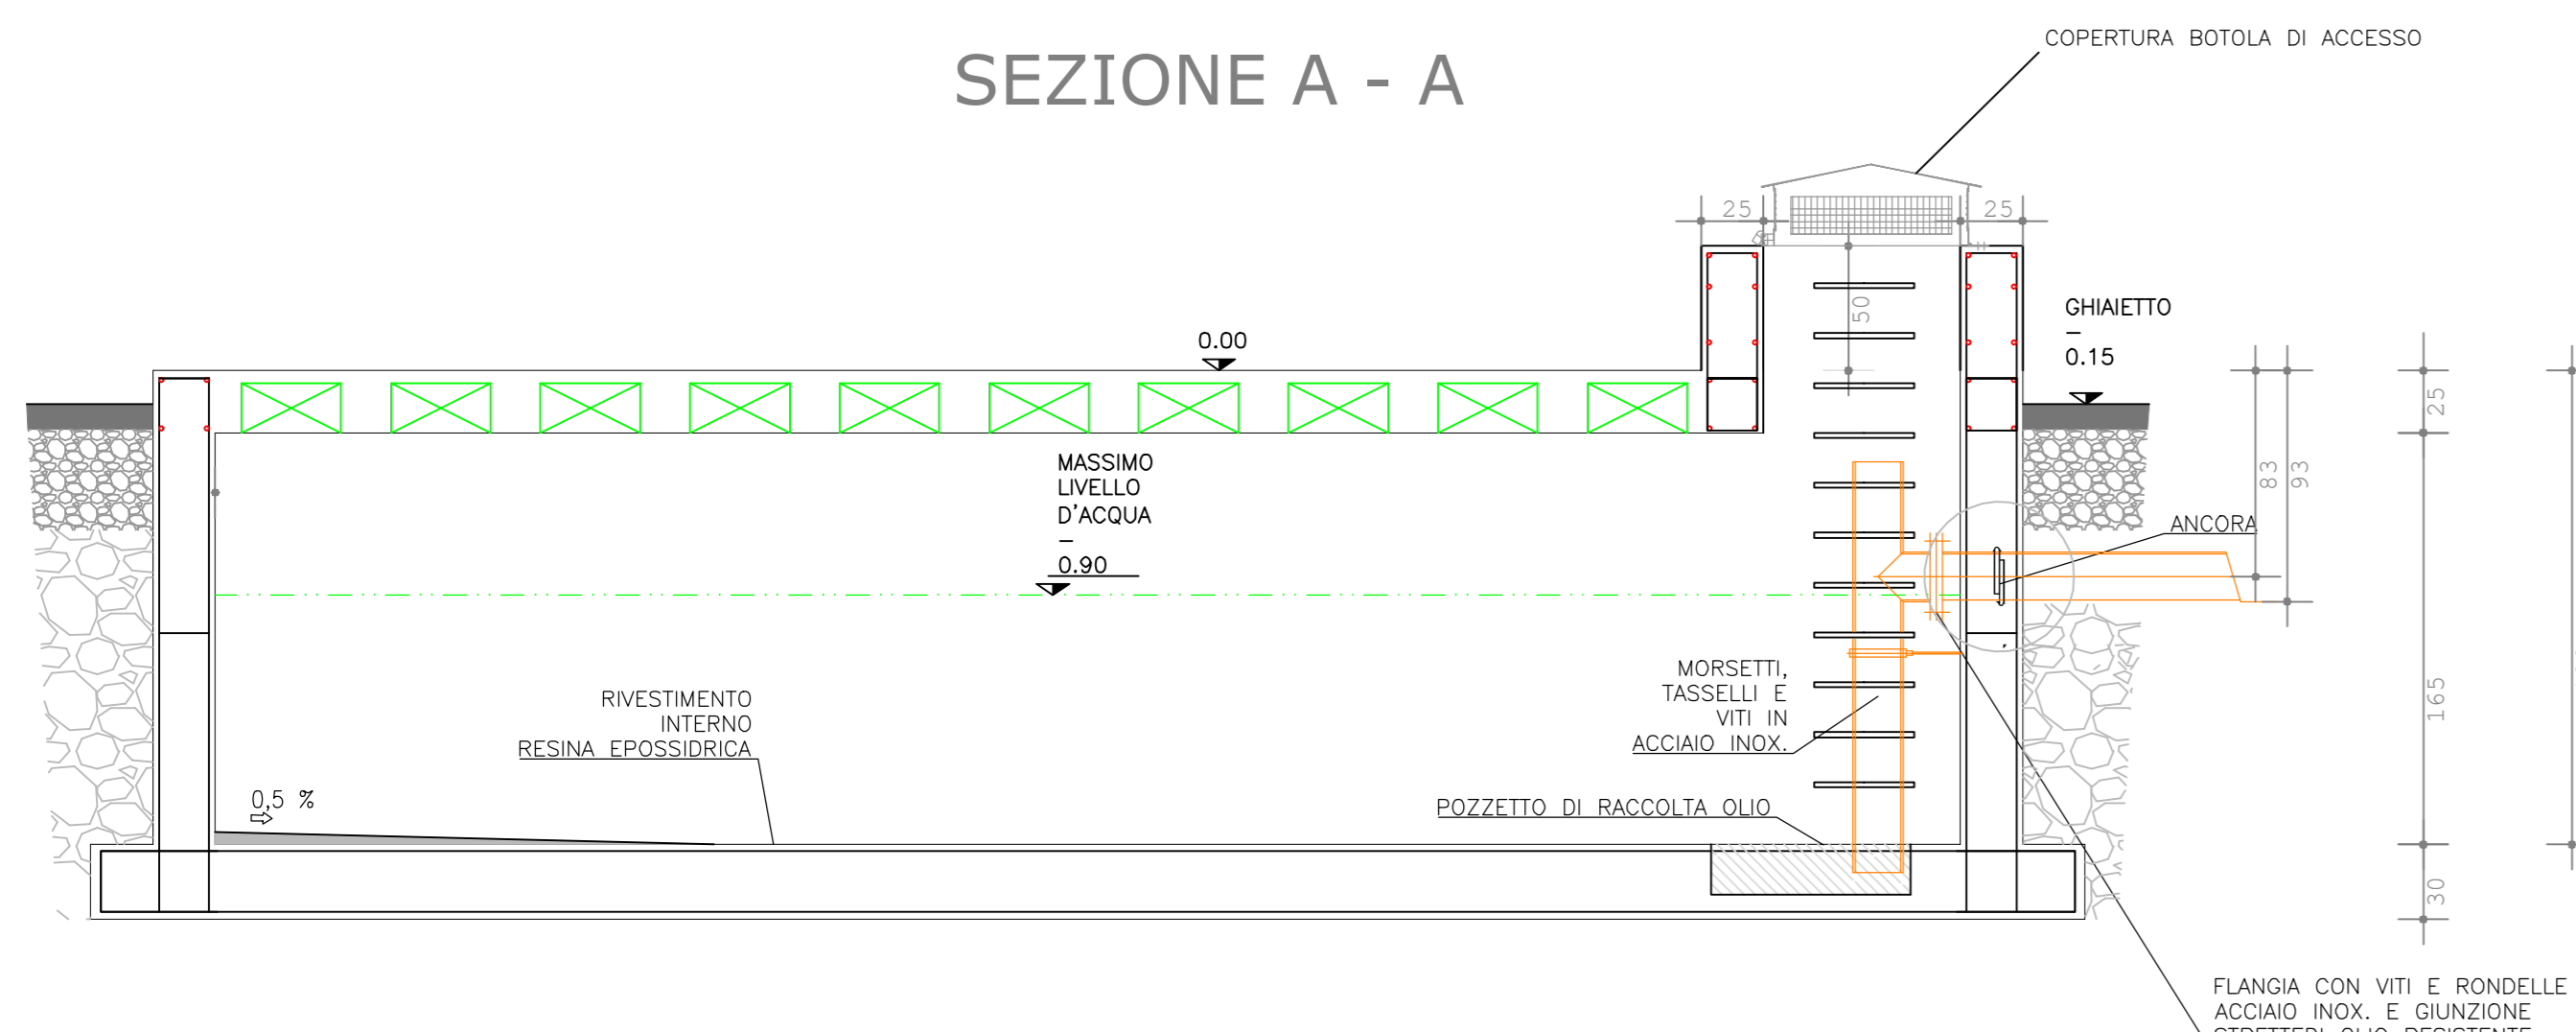 SEZIONE A - A
COPERTURA BOTOLA DI ACCESSO
25
25
50
GHIAIETTO
–
0.15
0.00
25
83
93
MASSIMO
LIVELLO
D'ACQUA
–
0.90
ANCORA
MORSETTI,
TASSELLI E
VITI IN
ACCIAIO INOX.
165
RIVESTIMENTO
INTERNO
RESINA EPOSSIDRICA
0,5 %
POZZETTO DI RACCOLTA OLIO
30
FLANGIA CON VITI E RONDELLE
ACCIAIO INOX. E GIUNZIONE